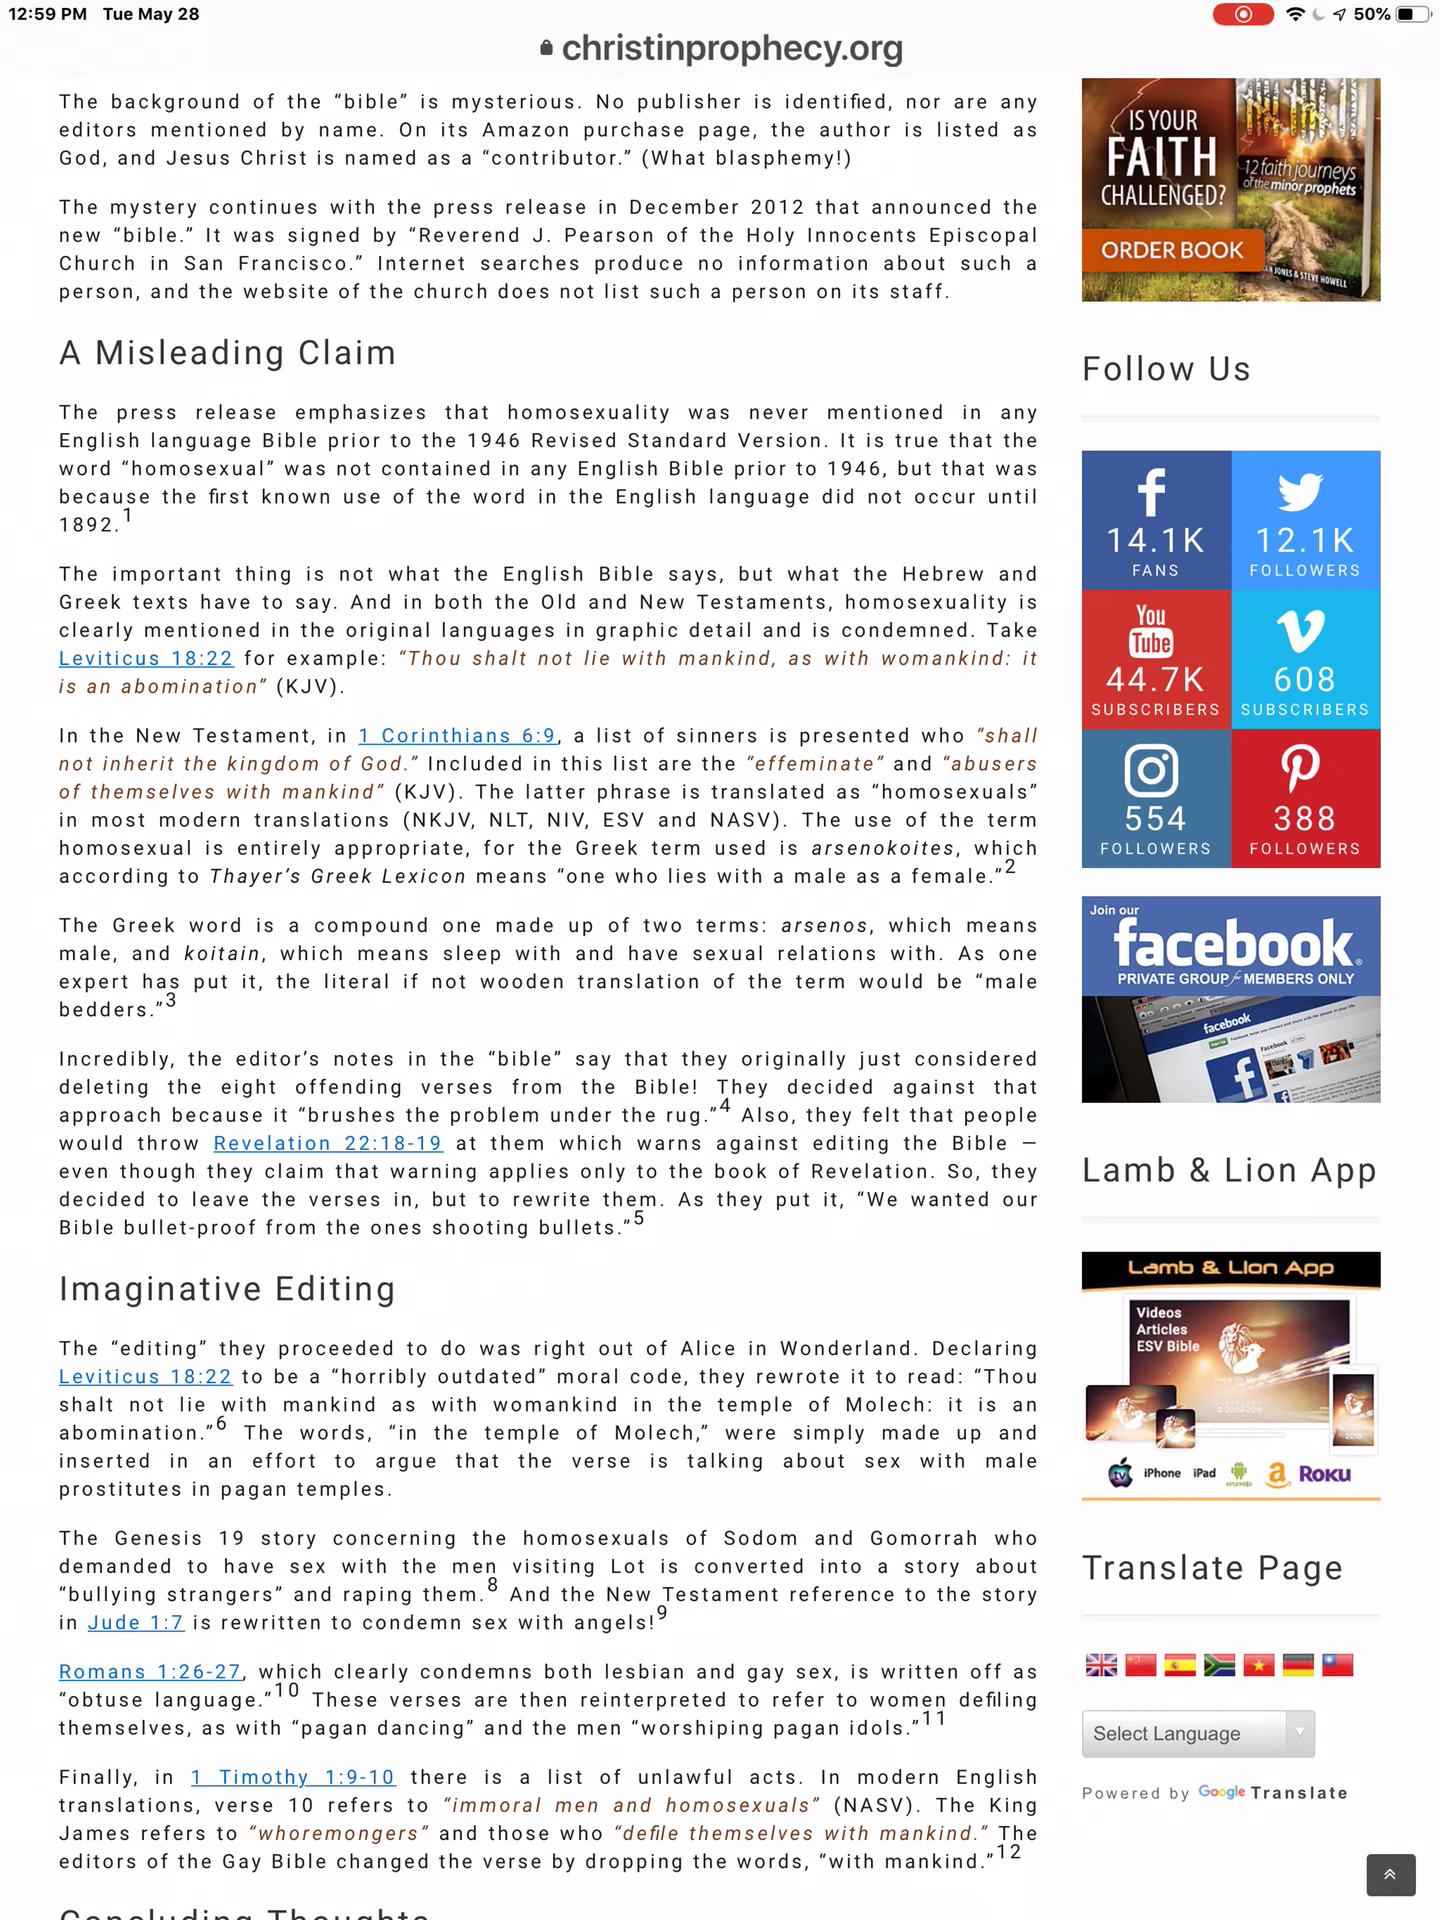 12:59 PM Tue May 28
50%
christinprophecy.org
The background of the “bible” is mysterious. No publisher is identified, nor are any
editors mentioned by name. On its Amazon purchase page, the author is listed as
God, and Jesus Christ is named as a “contributor.” (What blasphemy!)
The mystery continues with the press release in December 2012 that announced the
new “bible.” It was signed by “Reverend J. Pearson of the Holy Innocents Episcopal
Church in San Francisco.” Internet searches produce no information about such a
person, and the website of the church does not list such a person on its staff.
A Misleading Claim
The press release emphasizes that homosexuality was never mentioned in any
English language Bible prior to the 1946 Revised Standard Version. It is true that the
word “homosexual” was not contained in any English Bible prior to 1946, but that was
because the first known use of the word in the English language did not occur until
1892.1
The important thing is not what the English Bible says, but what the Hebrew and
Greek texts have to say. And in both the Old and New Testaments, homosexuality is
clearly mentioned in the original languages in graphic detail and is condemned. Take
Leviticus 18:22 for example: “Thou shalt not lie with mankind, as with womankind: it
is an abomination” (KJV).
In the New Testament, in 1 Corinthians 6:9, a list of sinners is presented who “shall
not inherit the kingdom of God.” Included in this list are the “effeminate” and “abusers
of themselves with mankind” (KJV). The latter phrase is translated as “homosexuals”
in most modern translations (NKJV, NLT, NIV, ESV and NASV). The use of the term
homosexual is entirely appropriate, for the Greek term used is arsenokoites, which
according to Thayer’s Greek Lexicon means “one who lies with a male as a female.”2
The Greek word is a compound one made up of two terms: arsenos, which means
male, and koitain, which means sleep with and have sexual relations with. As one
expert has put it, the literal if not wooden translation of the term would be “male
bedders.”3
Incredibly, the editor’s notes in the “bible” say that they originally just considered
deleting the eight offending verses from the Bible! They decided against that
approach because it “brushes the problem under the rug.”4 Also, they felt that people
would throw Revelation 22:18-19 at them which warns against editing the Bible —
even though they claim that warning applies only to the book of Revelation. So, they
decided to leave the verses in, but to rewrite them. As they put it, “We wanted our
Bible bullet-proof from the ones shooting bullets.”5
Imaginative Editing
The “editing” they proceeded to do was right out of Alice in Wonderland. Declaring
Leviticus 18:22 to be a “horribly outdated” moral code, they rewrote it to read: “Thou
shalt not lie with mankind as with womankind in the temple of Molech: it is an
abomination.”6 The words, “in the temple of Molech,” were simply made up and
inserted in an effort to argue that the verse is talking about sex with male
prostitutes in pagan temples.
The Genesis 19 story concerning the homosexuals of Sodom and Gomorrah who
demanded to have sex with the men visiting Lot is converted into a story about
“bullying strangers” and raping them.8 And the New Testament reference to the story
in Jude 1:7 is rewritten to condemn sex with angels!9
Romans 1:26-27, which clearly condemns both lesbian and gay sex, is written off as
“obtuse language.”10 These verses are then reinterpreted to refer to women defiling
themselves, as with “pagan dancing” and the men “worshiping pagan idols.”11
Finally, in 1 Timothy 1:9-10 there is a list of unlawful acts. In modern English
translations, verse 10 refers to “immoral men and homosexuals” (NASV). The King
James refers to “whoremongers” and those who “defile themselves with mankind.” The
editors of the Gay Bible changed the verse by dropping the words, “with mankind.”12
Concluding Thoughts
IS YOUR
FAITH
CHALLENGED?
12 faith journeys
of the minor prophets
ORDER BOOK
JONES & STEVE HOWELL
Follow Us
14.1K
FANS
12.1K
FOLLOWERS
You
Tube
44.7K
SUBSCRIBERS
608
SUBSCRIBERS
554
FOLLOWERS
388
FOLLOWERS
Join our
facebook
PRIVATE GROUP for MEMBERS ONLY
facebook
Lamb & Lion App
Lamb & Lion App
Videos
Articles
ESV Bible
tv iPhone iPad ROKU
Translate Page
Select Language
Powered by Google Translate